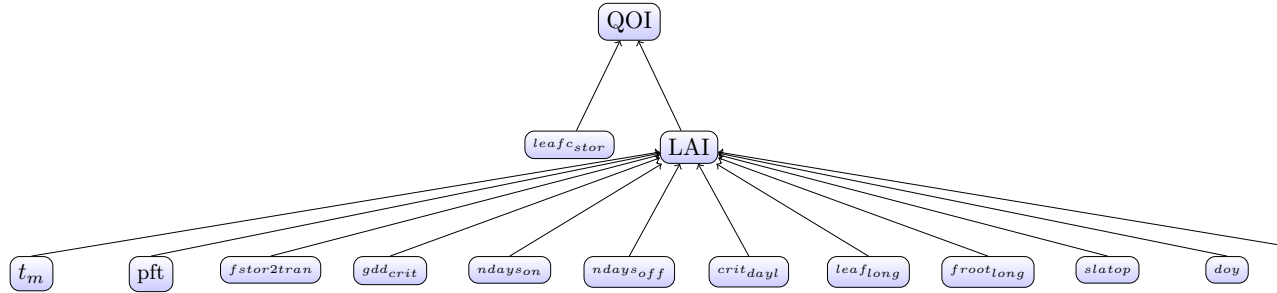 QOI
leafc_stor LAI
t_m pft fstor2tran gdd_crit ndays_on ndays_off crit_dayl leaf_long froot_long slatop doy